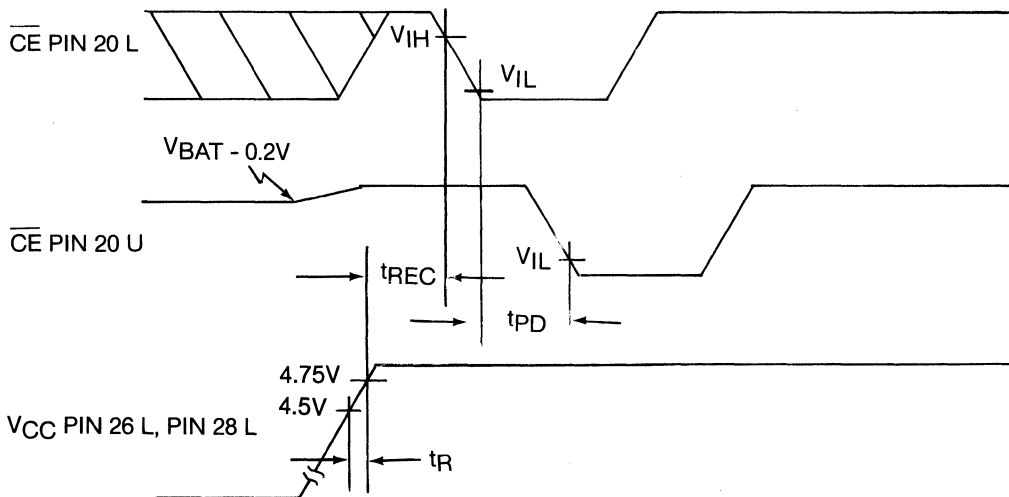 CE PIN 20 L
VIH
VIL
VBAT - 0.2V
CE PIN 20 U
VIL
tREC
tPD
4.75V
4.5V
VCC PIN 26 L, PIN 28 L
tR